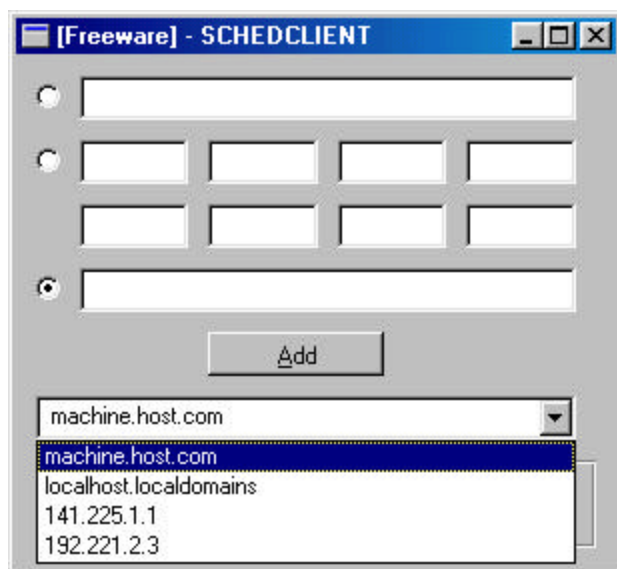 [Freeware] - SCHEDCLIENT
Add
machine.host.com
machine.host.com
localhost.localdomains
141.225.1.1
192.221.2.3